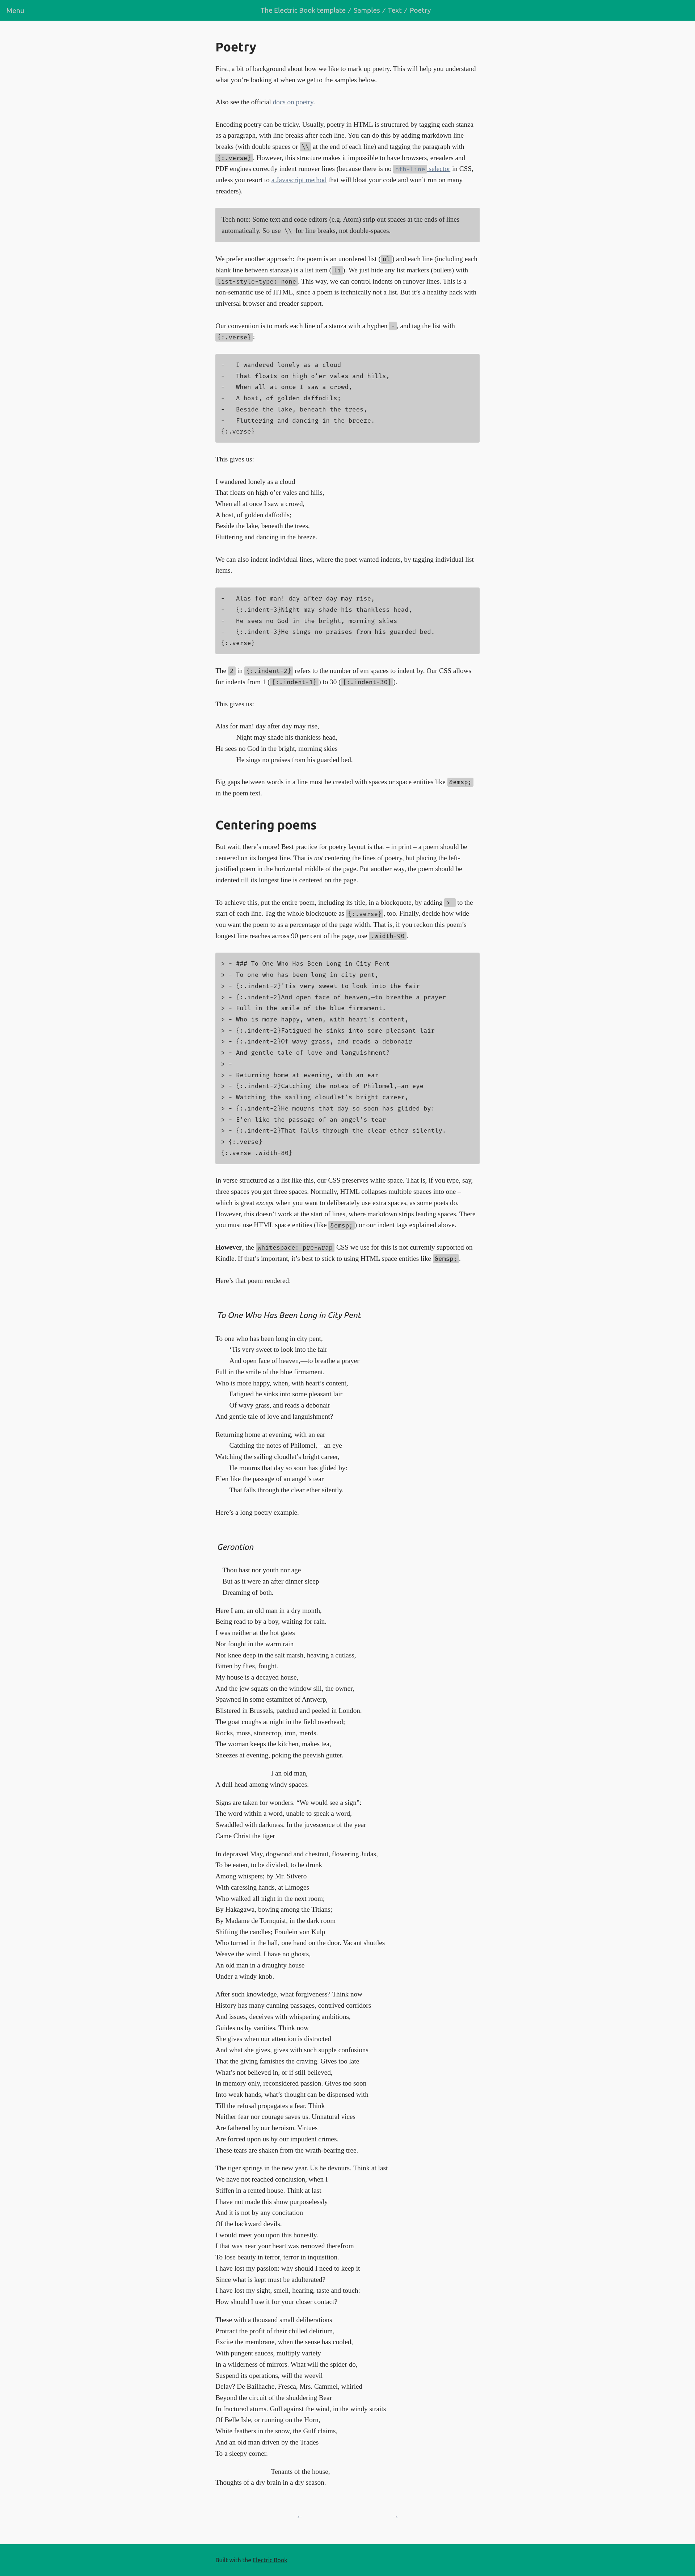 Menu
The Electric Book template / Samples / Text / Poetry
Poetry
First, a bit of background about how we like to mark up poetry. This will help you understand
what you’re looking at when we get to the samples below.
Also see the official docs on poetry.
Encoding poetry can be tricky. Usually, poetry in HTML is structured by tagging each stanza
as a paragraph, with line breaks after each line. You can do this by adding markdown line
breaks (with double spaces or \\ at the end of each line) and tagging the paragraph with
{:.verse}. However, this structure makes it impossible to have browsers, ereaders and
PDF engines correctly indent runover lines (because there is no nth-line selector in CSS,
unless you resort to a Javascript method that will bloat your code and won’t run on many
ereaders).
Tech note: Some text and code editors (e.g. Atom) strip out spaces at the ends of lines
automatically. So use \\ for line breaks, not double-spaces.
We prefer another approach: the poem is an unordered list (ul) and each line (including each
blank line between stanzas) is a list item (li). We just hide any list markers (bullets) with
list-style-type: none. This way, we can control indents on runover lines. This is a
non-semantic use of HTML, since a poem is technically not a list. But it’s a healthy hack with
universal browser and ereader support.
Our convention is to mark each line of a stanza with a hyphen -, and tag the list with
{:.verse}:
-   I wandered lonely as a cloud
-   That floats on high o'er vales and hills,
-   When all at once I saw a crowd,
-   A host, of golden daffodils;
-   Beside the lake, beneath the trees,
-   Fluttering and dancing in the breeze.
{:.verse}
This gives us:
I wandered lonely as a cloud
That floats on high o’er vales and hills,
When all at once I saw a crowd,
A host, of golden daffodils;
Beside the lake, beneath the trees,
Fluttering and dancing in the breeze.
We can also indent individual lines, where the poet wanted indents, by tagging individual list
items.
-   Alas for man! day after day may rise,
-   {:.indent-3}Night may shade his thankless head,
-   He sees no God in the bright, morning skies
-   {:.indent-3}He sings no praises from his guarded bed.
{:.verse}
The 2 in {:.indent-2} refers to the number of em spaces to indent by. Our CSS allows
for indents from 1 ({:.indent-1}) to 30 ({:.indent-30}).
This gives us:
Alas for man! day after day may rise,
Night may shade his thankless head,
He sees no God in the bright, morning skies
He sings no praises from his guarded bed.
Big gaps between words in a line must be created with spaces or space entities like &emsp;
in the poem text.
Centering poems
But wait, there’s more! Best practice for poetry layout is that – in print – a poem should be
centered on its longest line. That is not centering the lines of poetry, but placing the left-
justified poem in the horizontal middle of the page. Put another way, the poem should be
indented till its longest line is centered on the page.
To achieve this, put the entire poem, including its title, in a blockquote, by adding > to the
start of each line. Tag the whole blockquote as {:.verse}, too. Finally, decide how wide
you want the poem to as a percentage of the page width. That is, if you reckon this poem’s
longest line reaches across 90 per cent of the page, use .width-90.
> - ### To One Who Has Been Long in City Pent
> - To one who has been long in city pent,
> - {:.indent-2}'Tis very sweet to look into the fair
> - {:.indent-2}And open face of heaven,—to breathe a prayer
> - Full in the smile of the blue firmament.
> - Who is more happy, when, with heart's content,
> - {:.indent-2}Fatigued he sinks into some pleasant lair
> - {:.indent-2}Of wavy grass, and reads a debonair
> - And gentle tale of love and languishment?
> -
> - Returning home at evening, with an ear
> - {:.indent-2}Catching the notes of Philomel,—an eye
> - Watching the sailing cloudlet's bright career,
> - {:.indent-2}He mourns that day so soon has glided by:
> - E'en like the passage of an angel's tear
> - {:.indent-2}That falls through the clear ether silently.
> {:.verse}
{:.verse .width-80}
In verse structured as a list like this, our CSS preserves white space. That is, if you type, say,
three spaces you get three spaces. Normally, HTML collapses multiple spaces into one –
which is great except when you want to deliberately use extra spaces, as some poets do.
However, this doesn’t work at the start of lines, where markdown strips leading spaces. There
you must use HTML space entities (like &emsp;) or our indent tags explained above.
However, the whitespace: pre-wrap CSS we use for this is not currently supported on
Kindle. If that’s important, it’s best to stick to using HTML space entities like &emsp;.
Here’s that poem rendered:
To One Who Has Been Long in City Pent
To one who has been long in city pent,
‘Tis very sweet to look into the fair
And open face of heaven,—to breathe a prayer
Full in the smile of the blue firmament.
Who is more happy, when, with heart’s content,
Fatigued he sinks into some pleasant lair
Of wavy grass, and reads a debonair
And gentle tale of love and languishment?
Returning home at evening, with an ear
Catching the notes of Philomel,—an eye
Watching the sailing cloudlet’s bright career,
He mourns that day so soon has glided by:
E’en like the passage of an angel’s tear
That falls through the clear ether silently.
Here’s a long poetry example.
Gerontion
Thou hast nor youth nor age
But as it were an after dinner sleep
Dreaming of both.
Here I am, an old man in a dry month,
Being read to by a boy, waiting for rain.
I was neither at the hot gates
Nor fought in the warm rain
Nor knee deep in the salt marsh, heaving a cutlass,
Bitten by flies, fought.
My house is a decayed house,
And the jew squats on the window sill, the owner,
Spawned in some estaminet of Antwerp,
Blistered in Brussels, patched and peeled in London.
The goat coughs at night in the field overhead;
Rocks, moss, stonecrop, iron, merds.
The woman keeps the kitchen, makes tea,
Sneezes at evening, poking the peevish gutter.
I an old man,
A dull head among windy spaces.
Signs are taken for wonders. “We would see a sign”:
The word within a word, unable to speak a word,
Swaddled with darkness. In the juvescence of the year
Came Christ the tiger
In depraved May, dogwood and chestnut, flowering Judas,
To be eaten, to be divided, to be drunk
Among whispers; by Mr. Silvero
With caressing hands, at Limoges
Who walked all night in the next room;
By Hakagawa, bowing among the Titians;
By Madame de Tornquist, in the dark room
Shifting the candles; Fraulein von Kulp
Who turned in the hall, one hand on the door. Vacant shuttles
Weave the wind. I have no ghosts,
An old man in a draughty house
Under a windy knob.
After such knowledge, what forgiveness? Think now
History has many cunning passages, contrived corridors
And issues, deceives with whispering ambitions,
Guides us by vanities. Think now
She gives when our attention is distracted
And what she gives, gives with such supple confusions
That the giving famishes the craving. Gives too late
What’s not believed in, or if still believed,
In memory only, reconsidered passion. Gives too soon
Into weak hands, what’s thought can be dispensed with
Till the refusal propagates a fear. Think
Neither fear nor courage saves us. Unnatural vices
Are fathered by our heroism. Virtues
Are forced upon us by our impudent crimes.
These tears are shaken from the wrath-bearing tree.
The tiger springs in the new year. Us he devours. Think at last
We have not reached conclusion, when I
Stiffen in a rented house. Think at last
I have not made this show purposelessly
And it is not by any concitation
Of the backward devils.
I would meet you upon this honestly.
I that was near your heart was removed therefrom
To lose beauty in terror, terror in inquisition.
I have lost my passion: why should I need to keep it
Since what is kept must be adulterated?
I have lost my sight, smell, hearing, taste and touch:
How should I use it for your closer contact?
These with a thousand small deliberations
Protract the profit of their chilled delirium,
Excite the membrane, when the sense has cooled,
With pungent sauces, multiply variety
In a wilderness of mirrors. What will the spider do,
Suspend its operations, will the weevil
Delay? De Bailhache, Fresca, Mrs. Cammel, whirled
Beyond the circuit of the shuddering Bear
In fractured atoms. Gull against the wind, in the windy straits
Of Belle Isle, or running on the Horn,
White feathers in the snow, the Gulf claims,
And an old man driven by the Trades
To a sleepy corner.
Tenants of the house,
Thoughts of a dry brain in a dry season.
← →
Built with the Electric Book